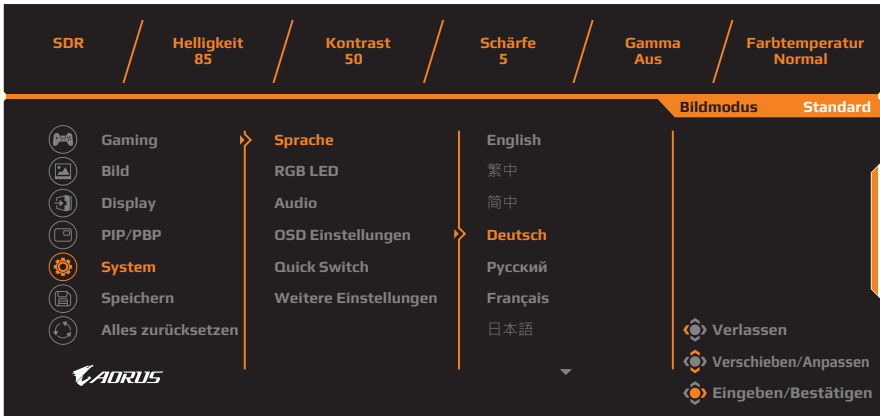 SDR
Helligkeit
85
Kontrast
50
Schärfe
5
Gamma
Aus
Farbtemperatur
Normal
Bildmodus Standard
Gaming
Bild
Display
PIP/PBP
System
Speichern
Alles zurücksetzen
Sprache
RGB LED
Audio
OSD Einstellungen
Quick Switch
Weitere Einstellungen
English
繁中
简中
Deutsch
Русский
Français
日本語
Verlassen
Verschieben/Anpassen
Eingeben/Bestätigen
AORUS